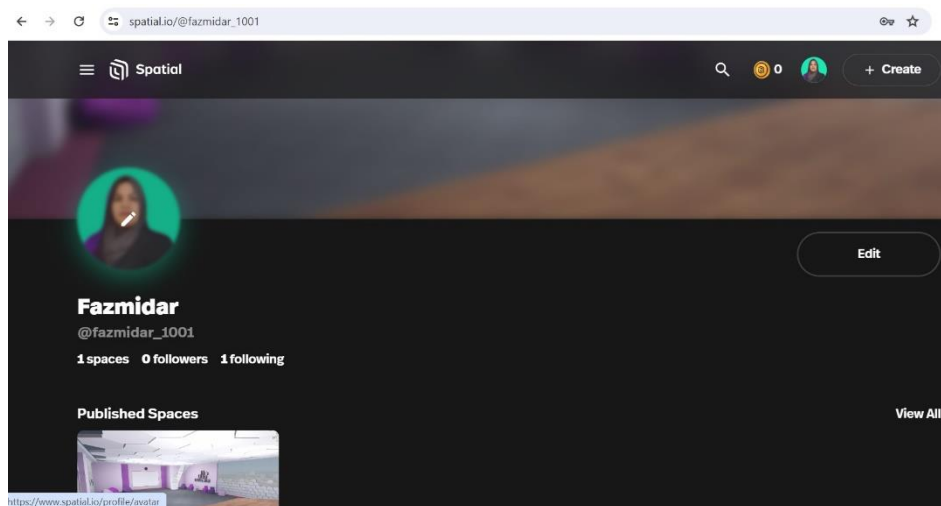 spatial.io/@fazmidar_1001
Spatial
0
+ Create
Edit
Fazmidar
@fazmidar_1001
1 spaces 0 followers 1 following
Published Spaces
View All
https://www.spatial.io/profile/avatar